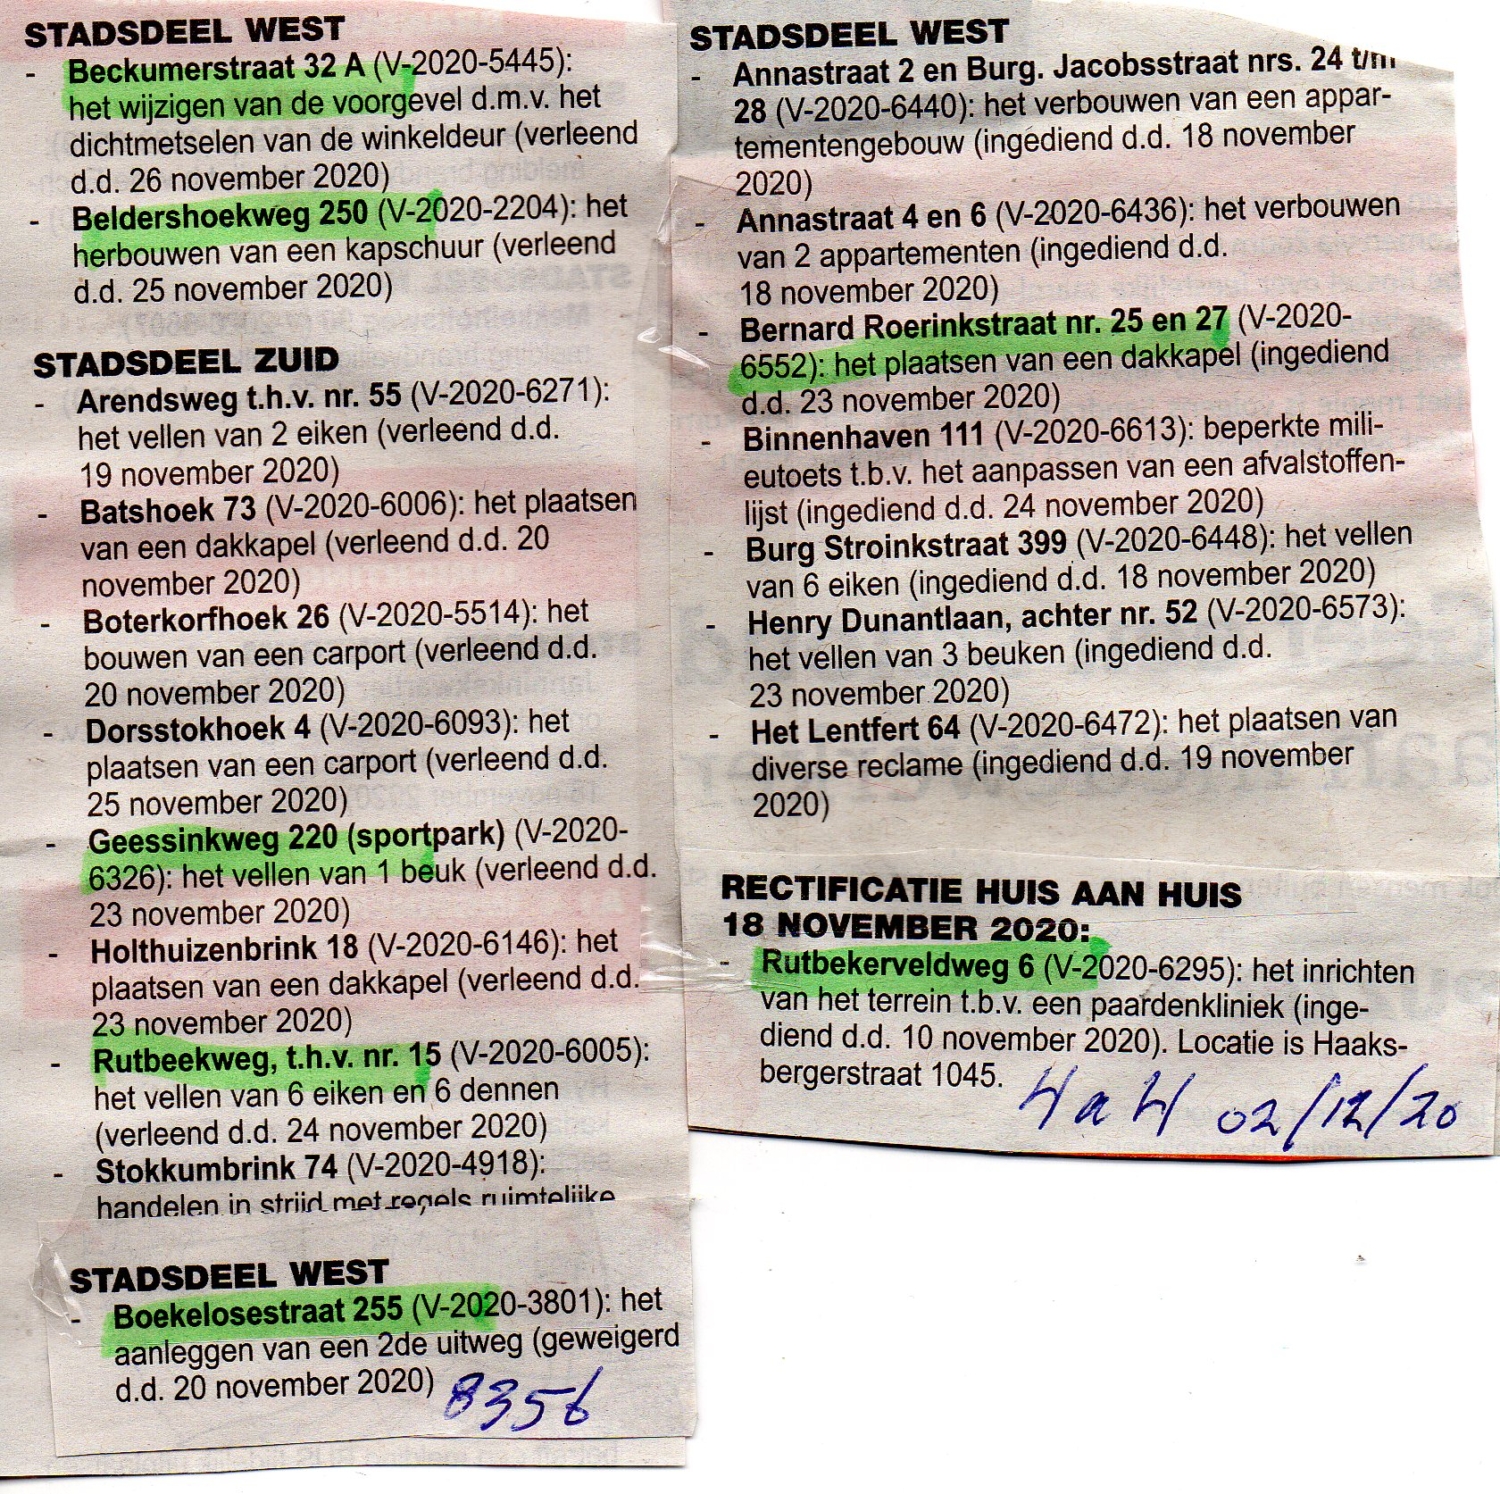 STADSDEEL WEST
- Beckumerstraat 32 A (V-2020-5445):
het wijzigen van de voorgevel d.m.v. het
dichtmetselen van de winkeldeur (verleend
d.d. 26 november 2020)
- Beldershoekweg 250 (V-2020-2204): het
herbouwen van een kapschuur (verleend
d.d. 25 november 2020)
STADSDEEL ZUID
- Arendsweg t.h.v. nr. 55 (V-2020-6271):
het vellen van 2 eiken (verleend d.d.
19 november 2020)
- Batshoek 73 (V-2020-6006): het plaatsen
van een dakkapel (verleend d.d. 20
november 2020)
- Boterkorfhoek 26 (V-2020-5514): het
bouwen van een carport (verleend d.d.
20 november 2020)
- Dorsstokhoek 4 (V-2020-6093): het
plaatsen van een carport (verleend d.d.
25 november 2020)
- Geessinkweg 220 (sportpark) (V-2020-
6326): het vellen van 1 beuk (verleend d.d.
23 november 2020)
- Holthuizenbrink 18 (V-2020-6146): het
plaatsen van een dakkapel (verleend d.d.
23 november 2020)
- Rutbeekweg, t.h.v. nr. 15 (V-2020-6005):
het vellen van 6 eiken en 6 dennen
(verleend d.d. 24 november 2020)
- Stokkumbrink 74 (V-2020-4918):
handelen in strijd met regels ruimtelijke
STADSDEEL WEST
- Boekelosestraat 255 (V-2020-3801): het
aanleggen van een 2de uitweg (geweigerd
d.d. 20 november 2020)
8356
STADSDEEL WEST
- Annastraat 2 en Burg. Jacobsstraat nrs. 24 t/m
28 (V-2020-6440): het verbouwen van een appar-
tementengebouw (ingediend d.d. 18 november
2020)
- Annastraat 4 en 6 (V-2020-6436): het verbouwen
van 2 appartementen (ingediend d.d.
18 november 2020)
- Bernard Roerinkstraat nr. 25 en 27 (V-2020-
6552): het plaatsen van een dakkapel (ingediend
d.d. 23 november 2020)
- Binnenhaven 111 (V-2020-6613): beperkte mili-
eutoets t.b.v. het aanpassen van een afvalstoffen-
lijst (ingediend d.d. 24 november 2020)
- Burg Stroinkstraat 399 (V-2020-6448): het vellen
van 6 eiken (ingediend d.d. 18 november 2020)
- Henry Dunantlaan, achter nr. 52 (V-2020-6573):
het vellen van 3 beuken (ingediend d.d.
23 november 2020)
- Het Lentfert 64 (V-2020-6472): het plaatsen van
diverse reclame (ingediend d.d. 19 november
2020)
RECTIFICATIE HUIS AAN HUIS
18 NOVEMBER 2020:
- Rutbekerveldweg 6 (V-2020-6295): het inrichten
van het terrein t.b.v. een paardenkliniek (inge-
diend d.d. 10 november 2020). Locatie is Haaks-
bergerstraat 1045.
HaH 02/12/20